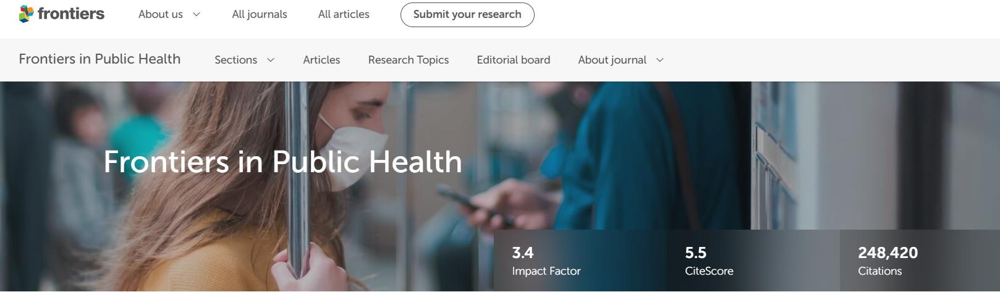 frontiers About us All journals All articles Submit your research
Frontiers in Public Health Sections Articles Research Topics Editorial board About journal
Frontiers in Public Health
3.4 5.5 248,420
Impact Factor CiteScore Citations